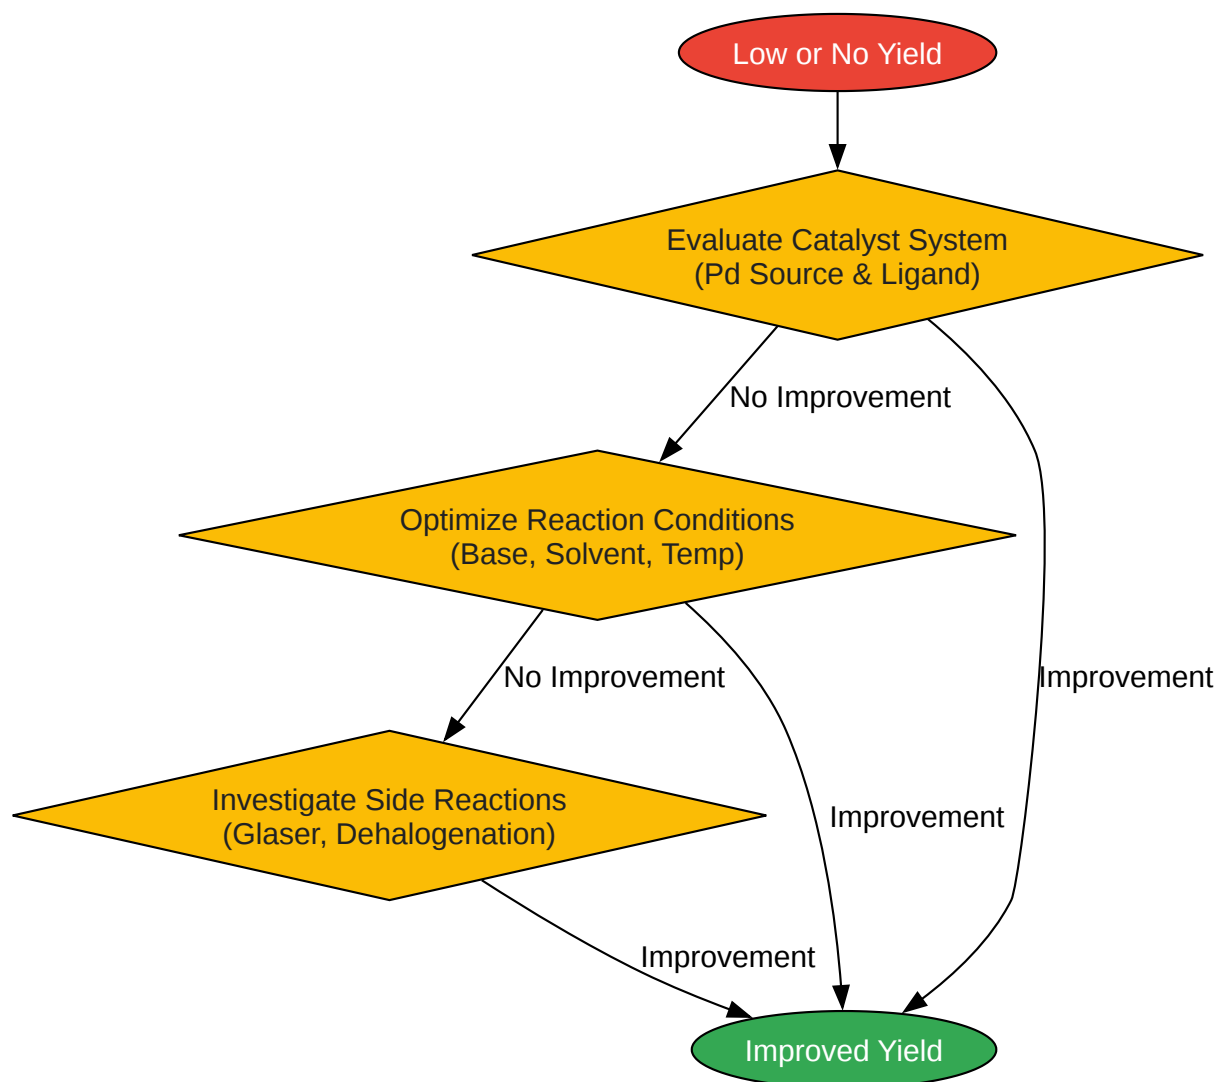 Low or No Yield
Evaluate Catalyst System
(Pd Source & Ligand)
No Improvement
Optimize Reaction Conditions
(Base, Solvent, Temp)
No Improvement
Improvement
Investigate Side Reactions
(Glaser, Dehalogenation)
Improvement
Improvement
Improved Yield